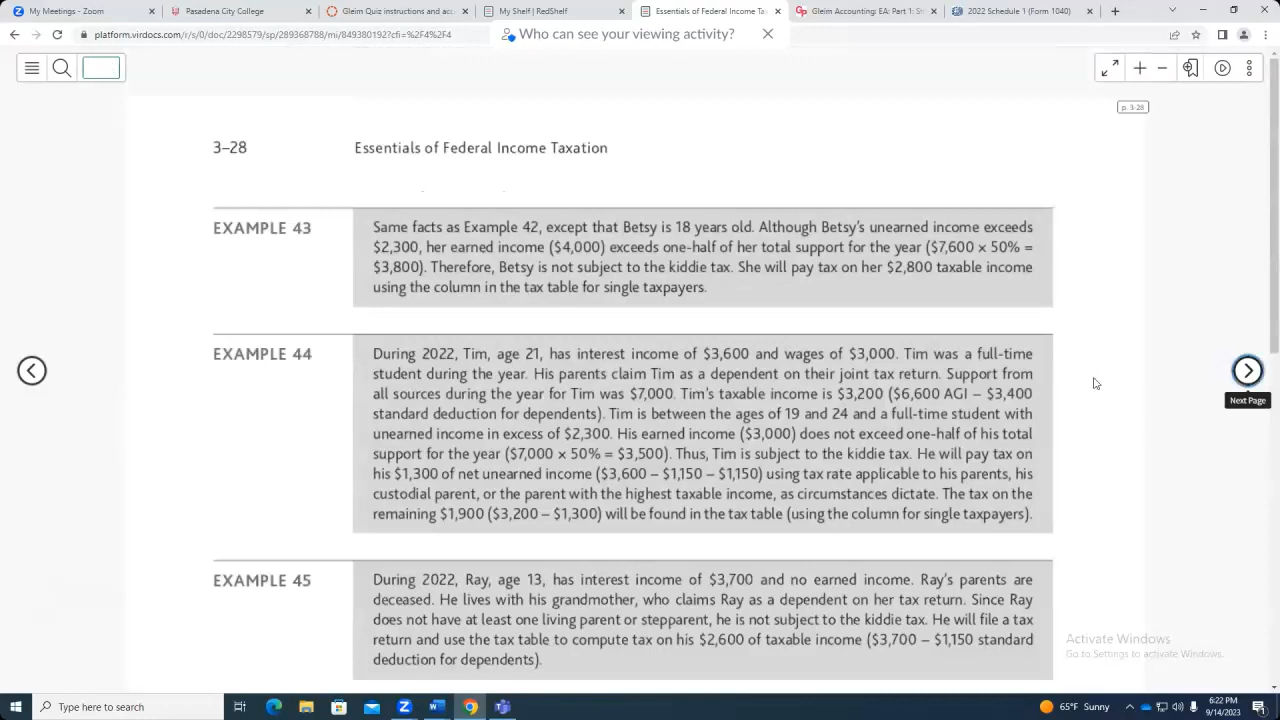 My Meetings - Zoom
Pasadena City College
Gleim Quiz instructions and acc
My Shelf | RedShelf
Essentials of Federal Income Ta
Gleim Accounting: EA: Part 1: St
2022 Schedule 1 (Form 1040)
platform.virdocs.com/r/s/0/doc/2298579/sp/289368788/mi/849380192?cfi=%2F4%2F4
Who can see your viewing activity?
p. 3-28
3–28 Essentials of Federal Income Taxation
EXAMPLE 43
Same facts as Example 42, except that Betsy is 18 years old. Although Betsy's unearned income exceeds
$2,300, her earned income ($4,000) exceeds one-half of her total support for the year ($7,600 x 50% =
$3,800). Therefore, Betsy is not subject to the kiddie tax. She will pay tax on her $2,800 taxable income
using the column in the tax table for single taxpayers.
EXAMPLE 44
During 2022, Tim, age 21, has interest income of $3,600 and wages of $3,000. Tim was a full-time
student during the year. His parents claim Tim as a dependent on their joint tax return. Support from
all sources during the year for Tim was $7,000. Tim's taxable income is $3,200 ($6,600 AGI – $3,400
standard deduction for dependents). Tim is between the ages of 19 and 24 and a full-time student with
unearned income in excess of $2,300. His earned income ($3,000) does not exceed one-half of his total
support for the year ($7,000 x 50% = $3,500). Thus, Tim is subject to the kiddie tax. He will pay tax on
his $1,300 of net unearned income ($3,600 – $1,150 – $1,150) using tax rate applicable to his parents, his
custodial parent, or the parent with the highest taxable income, as circumstances dictate. The tax on the
remaining $1,900 ($3,200 – $1,300) will be found in the tax table (using the column for single taxpayers).
Next Page
EXAMPLE 45
During 2022, Ray, age 13, has interest income of $3,700 and no earned income. Ray's parents are
deceased. He lives with his grandmother, who claims Ray as a dependent on her tax return. Since Ray
does not have at least one living parent or stepparent, he is not subject to the kiddie tax. He will file a tax
return and use the tax table to compute tax on his $2,600 of taxable income ($3,700 – $1,150 standard
deduction for dependents).
Activate Windows
Go to Settings to activate Windows.
Type here to search
65°F Sunny
6:22 PM
9/14/2023